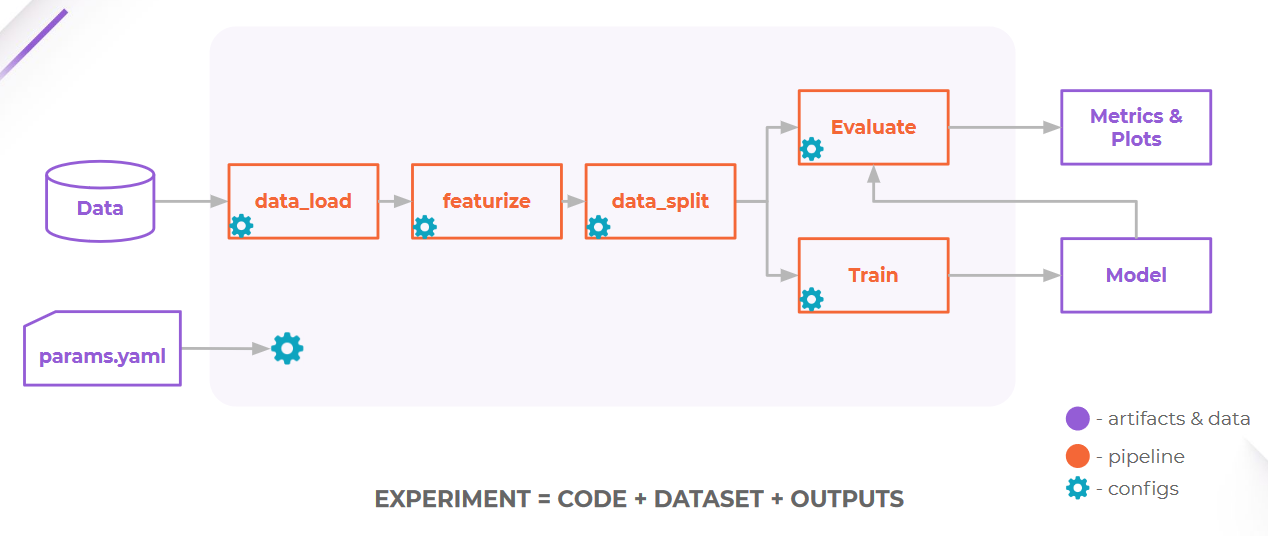 Data
data_load
featurize
data_split
Evaluate
Metrics &
Plots
Train
Model
params.yaml
- artifacts & data
- pipeline
- configs
EXPERIMENT = CODE + DATASET + OUTPUTS